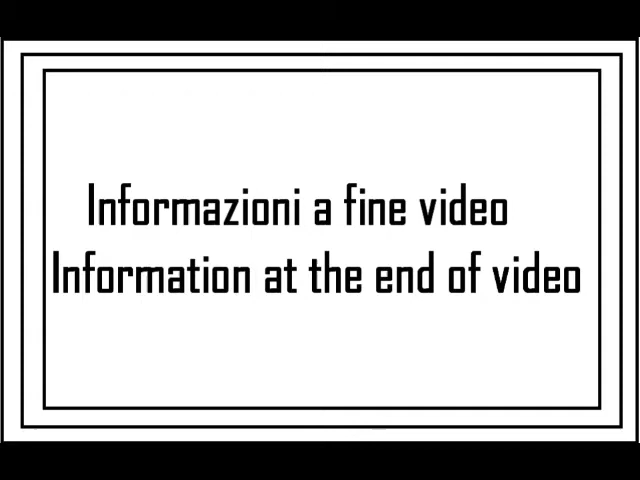 Informazioni a fine video
Information at the end of video